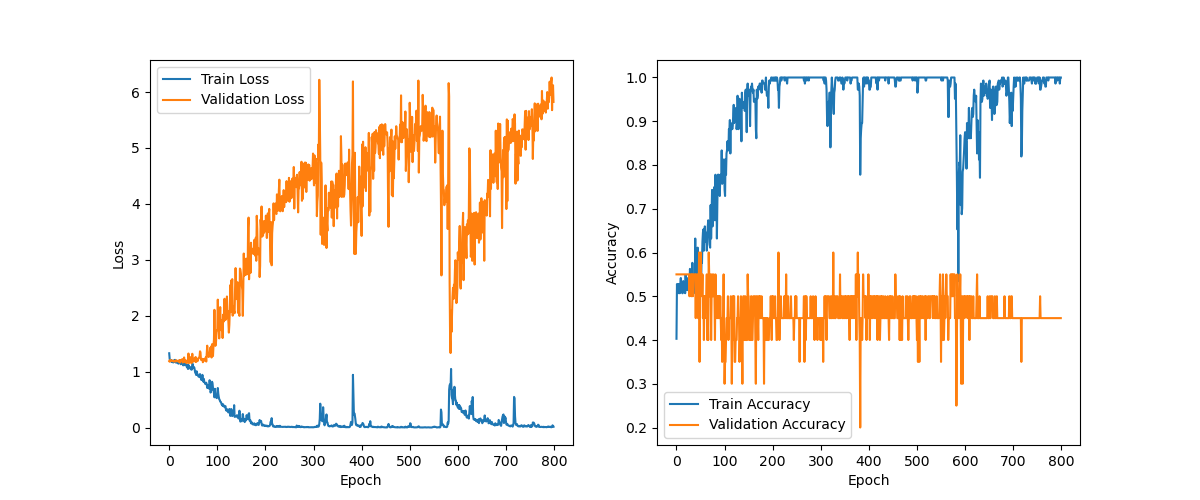 Train Loss
Validation Loss
6
5
4
3
2
1
0
Loss
0 100 200 300 400 500 600 700 800
Epoch
1.0
0.9
0.8
0.7
0.6
0.5
0.4
0.3
0.2
Accuracy
Train Accuracy
Validation Accuracy
0 100 200 300 400 500 600 700 800
Epoch